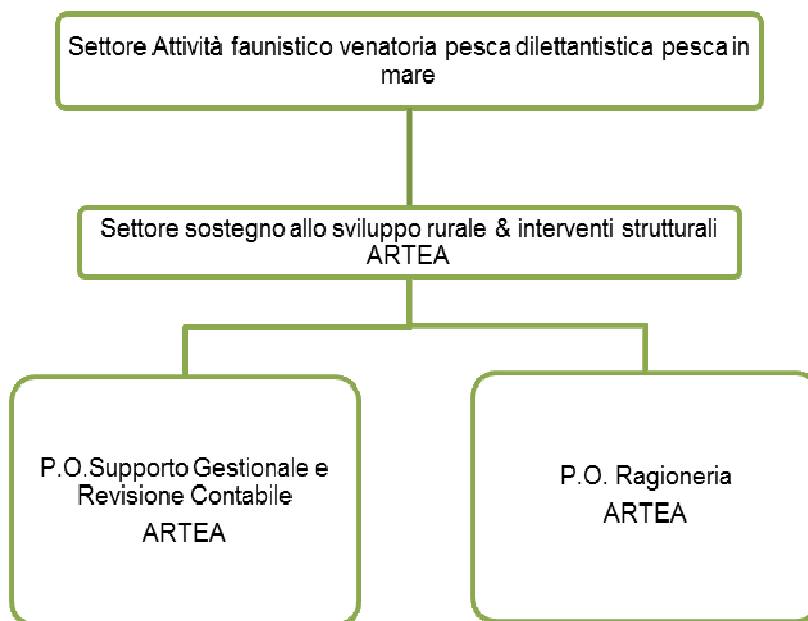 Settore Attività faunistico venatoria pesca dilettantistica pesca in
mare
Settore sostegno allo sviluppo rurale & interventi strutturali
ARTEA
P.O.Supporto Gestionale e
Revisione Contabile
ARTEA
P.O. Ragioneria
ARTEA